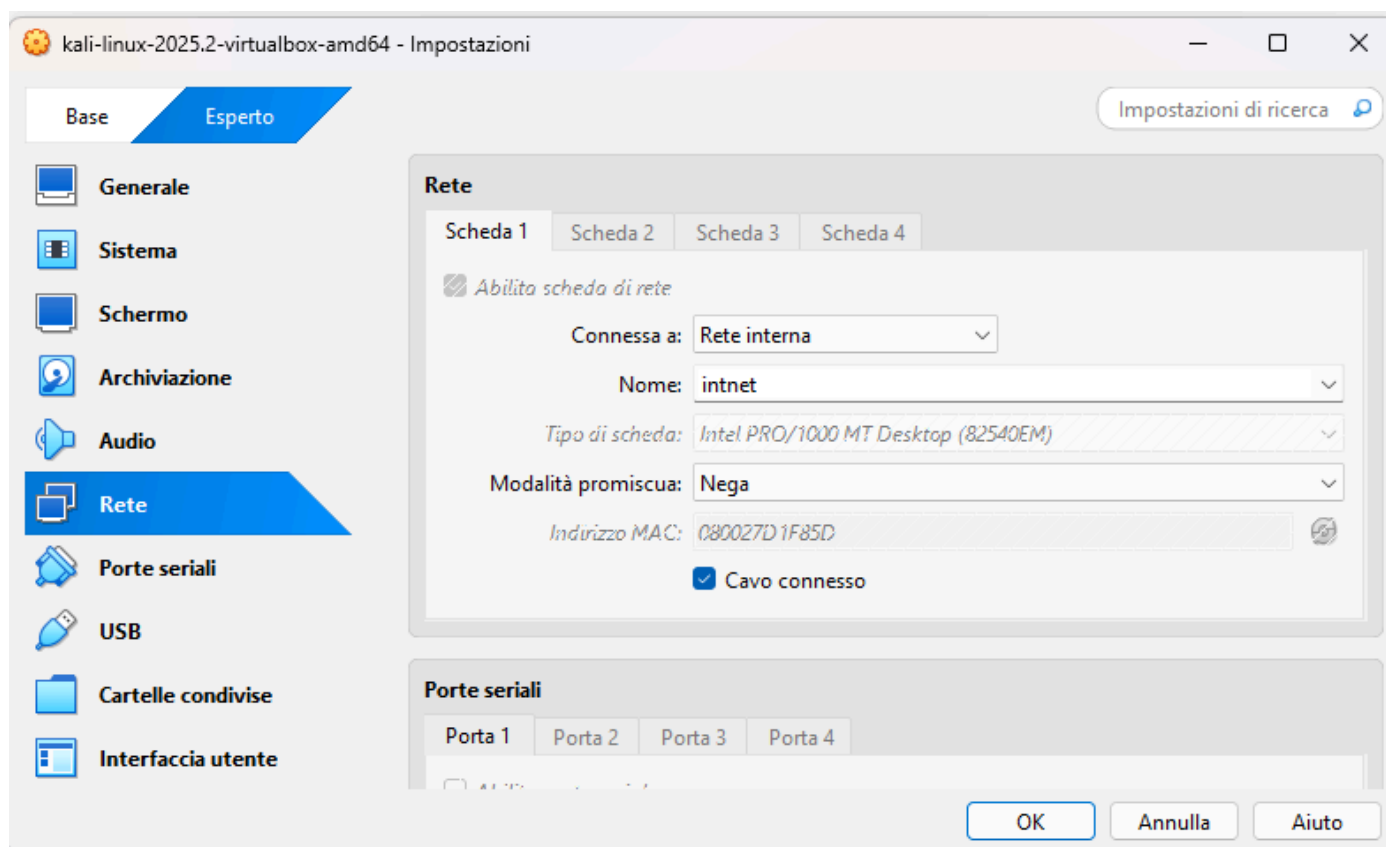 kali-linux-2025.2-virtualbox-amd64 - Impostazioni
Base
Esperto
Impostazioni di ricerca
Generale
Sistema
Schermo
Archiviazione
Audio
Rete
Porte seriali
USB
Cartelle condivise
Interfaccia utente
Rete
Scheda 1
Scheda 2
Scheda 3
Scheda 4
Abilita scheda di rete
Connessa a: Rete interna
Nome: intnet
Tipo di scheda: Intel PRO/1000 MT Desktop (82540EM)
Modalità promiscua: Nega
Indirizzo MAC: 080027D1F85D
Cavo connesso
Porte seriali
Porta 1
Porta 2
Porta 3
Porta 4
OK
Annulla
Aiuto